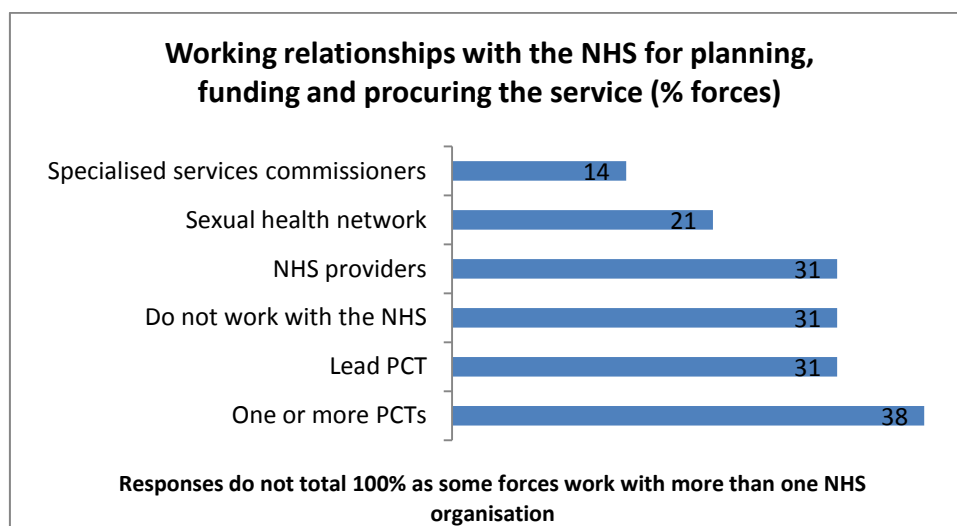 Working relationships with the NHS for planning,
funding and procuring the service (% forces)
Specialised services commissioners 14
Sexual health network 21
NHS providers 31
Do not work with the NHS 31
Lead PCT 31
One or more PCTs 38
Responses do not total 100% as some forces work with more than one NHS
organisation